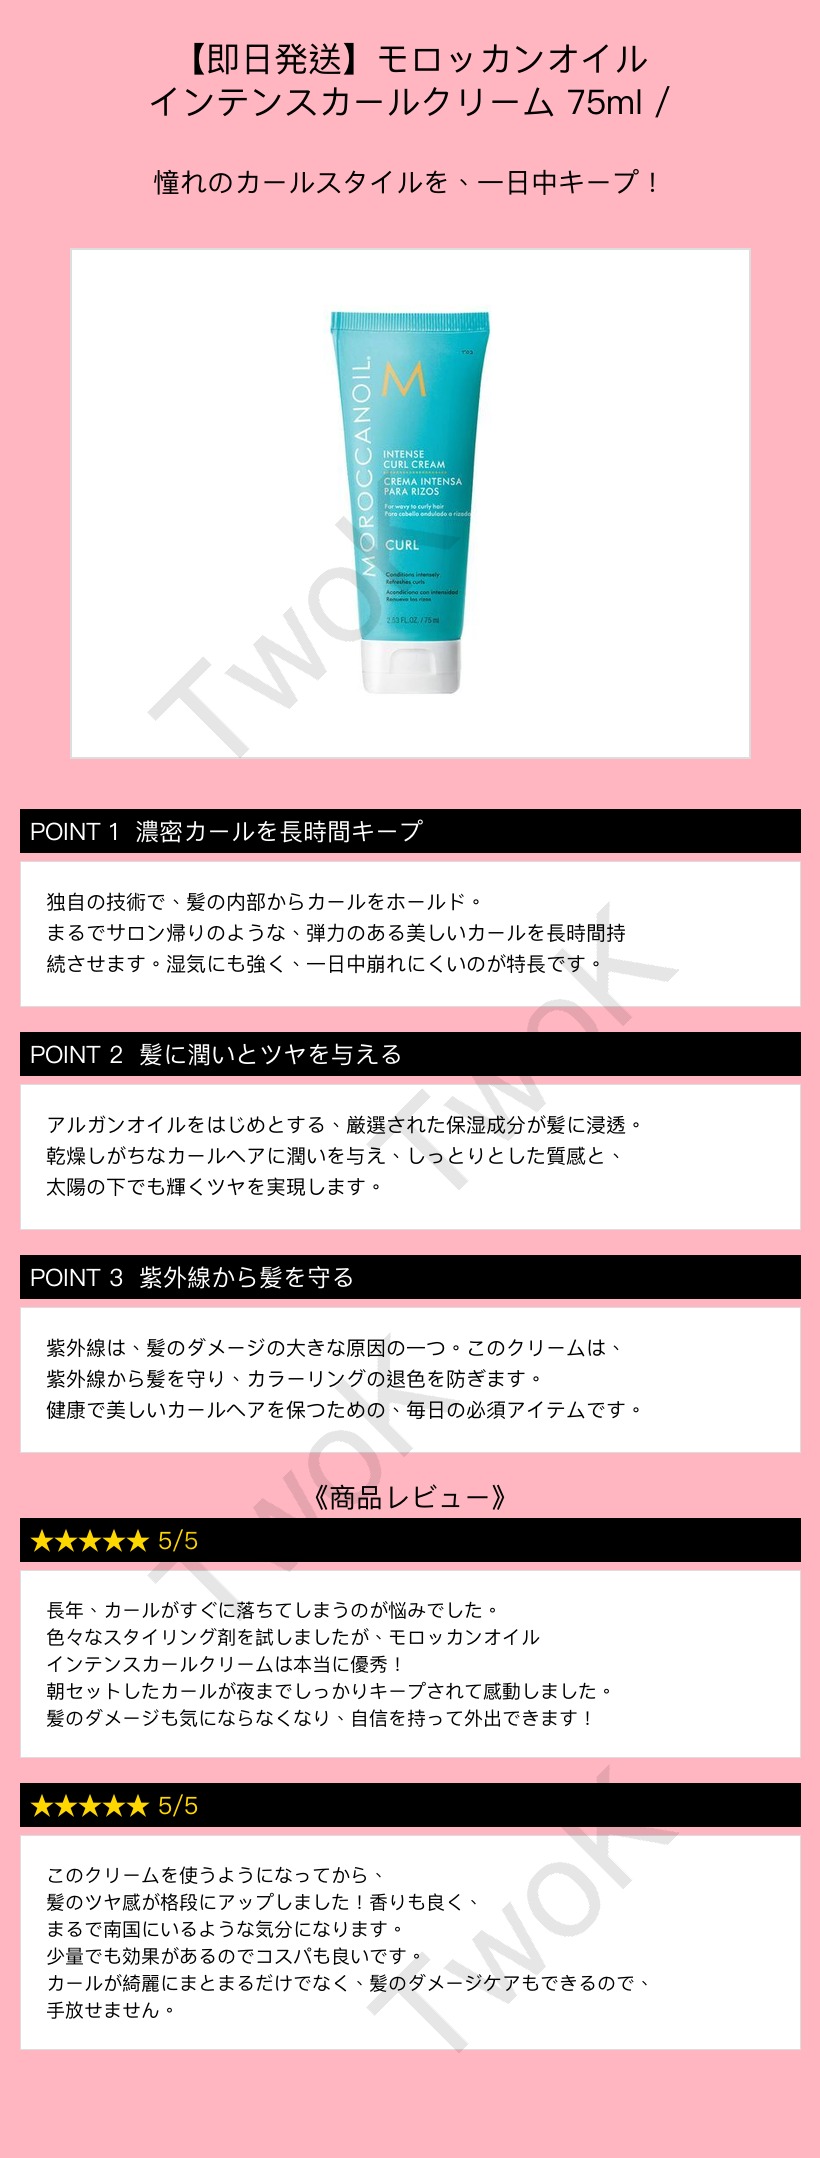 【即日発送】モロッカンオイル
インテンスカールクリーム 75ml /
憧れのカールスタイルを、一日中キープ！
MOROCCANOIL®
M
INTENSE
CURL CREAM
CREMA INTENSA
PARA RIZOS
For wavy to curly hair
Para cabello ondulado a rizado
CURL
Conditions intensely
Refreshes curls
Acondiciona con intensidad
Renueva los rizos
2.53 FL.OZ. / 75 ml
TwoK
POINT 1 濃密カールを長時間キープ
独自の技術で、髪の内部からカールをホールド。
まるでサロン帰りのような、弾力のある美しいカールを長時間持
続させます。湿気にも強く、一日中崩れにくいのが特長です。
TwoK
POINT 2 髪に潤いとツヤを与える
アルガンオイルをはじめとする、厳選された保湿成分が髪に浸透。
乾燥しがちなカールヘアに潤いを与え、しっとりとした質感と、
太陽の下でも輝くツヤを実現します。
POINT 3 紫外線から髪を守る
紫外線は、髪のダメージの大きな原因の一つ。このクリームは、
紫外線から髪を守り、カラーリングの退色を防ぎます。
健康で美しいカールヘアを保つための、毎日の必須アイテムです。
TwoK
《商品レビュー》
★★★★★ 5/5
長年、カールがすぐに落ちてしまうのが悩みでした。
色々なスタイリング剤を試しましたが、モロッカンオイル
インテンスカールクリームは本当に優秀！
朝セットしたカールが夜までしっかりキープされて感動しました。
髪のダメージも気にならなくなり、自信を持って外出できます！
★★★★★ 5/5
このクリームを使うようになってから、
髪のツヤ感が格段にアップしました！香りも良く、
まるで南国にいるような気分になります。
少量でも効果があるのでコスパも良いです。
カールが綺麗にまとまるだけでなく、髪のダメージケアもできるので、
手放せません。
TwoK